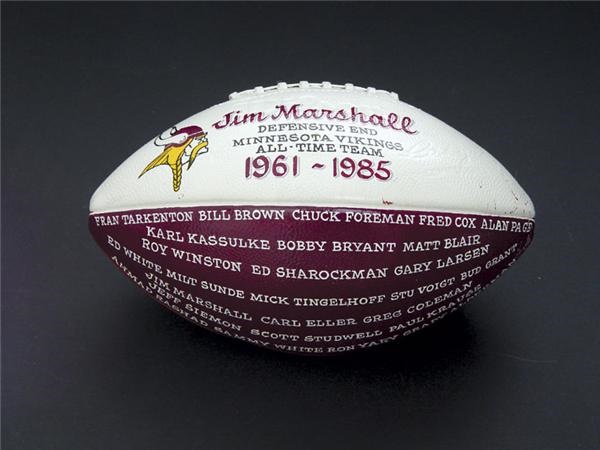 Jim Marshall
DEFENSIVE END
MINNESOTA VIKINGS
ALL-TIME TEAM
1961 - 1985
FRAN TARKENTON BILL BROWN CHUCK FOREMAN FRED COX ALAN PAGE
KARL KASSULKE BOBBY BRYANT MATT BLAIR
ROY WINSTON ED SHAROCKMAN GARY LARSEN
ED WHITE MILT SUNDE MICK TINGELHOFF STU VOIGT BUD GRANT
JIM MARSHALL CARL ELLER GREG COLEMAN
JEFF SIEMON SCOTT STUDWELL PAUL KRAUSE
SAMMY WHITE RON YARY